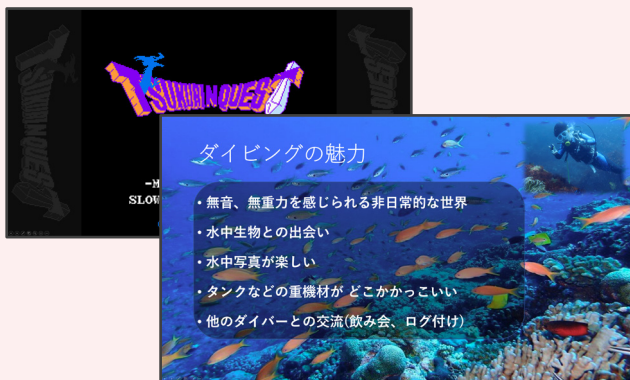 TSUKUBANQUEST
SLOW
ダイビングの魅力
• 無音、無重力を感じられる非日常的な世界
• 水中生物との出会い
• 水中写真が楽しい
• タンクなどの重機材が どこかかっこいい
• 他のダイバーとの交流(飲み会、ログ付け)